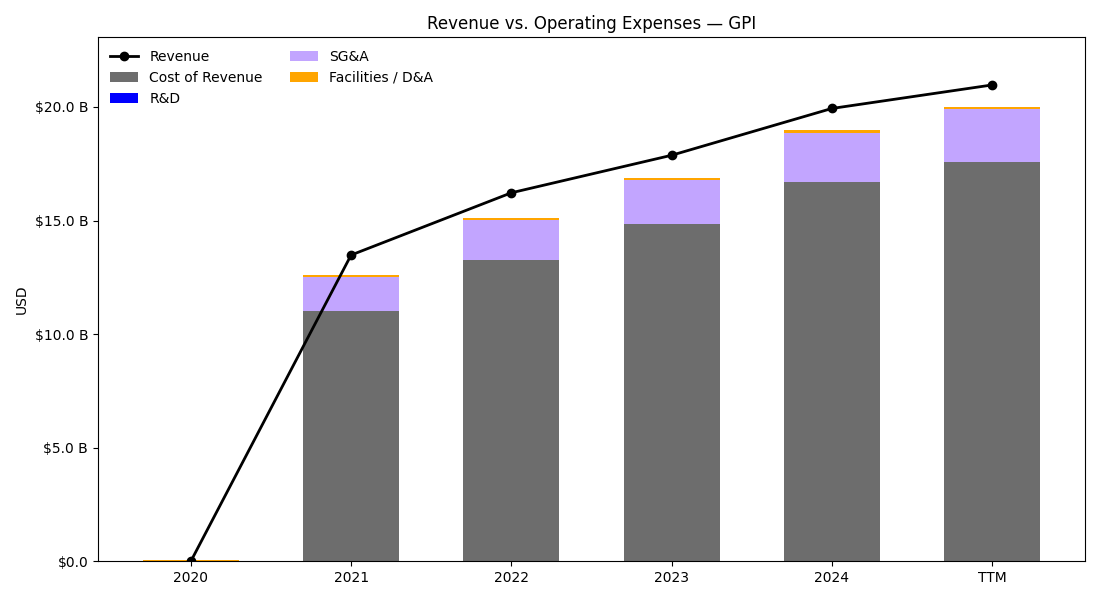 Revenue vs. Operating Expenses — GPI
Revenue
Cost of Revenue
R&D
SG&A
Facilities / D&A
USD
$20.0 B
$15.0 B
$10.0 B
$5.0 B
$0.0
2020 2021 2022 2023 2024 TTM